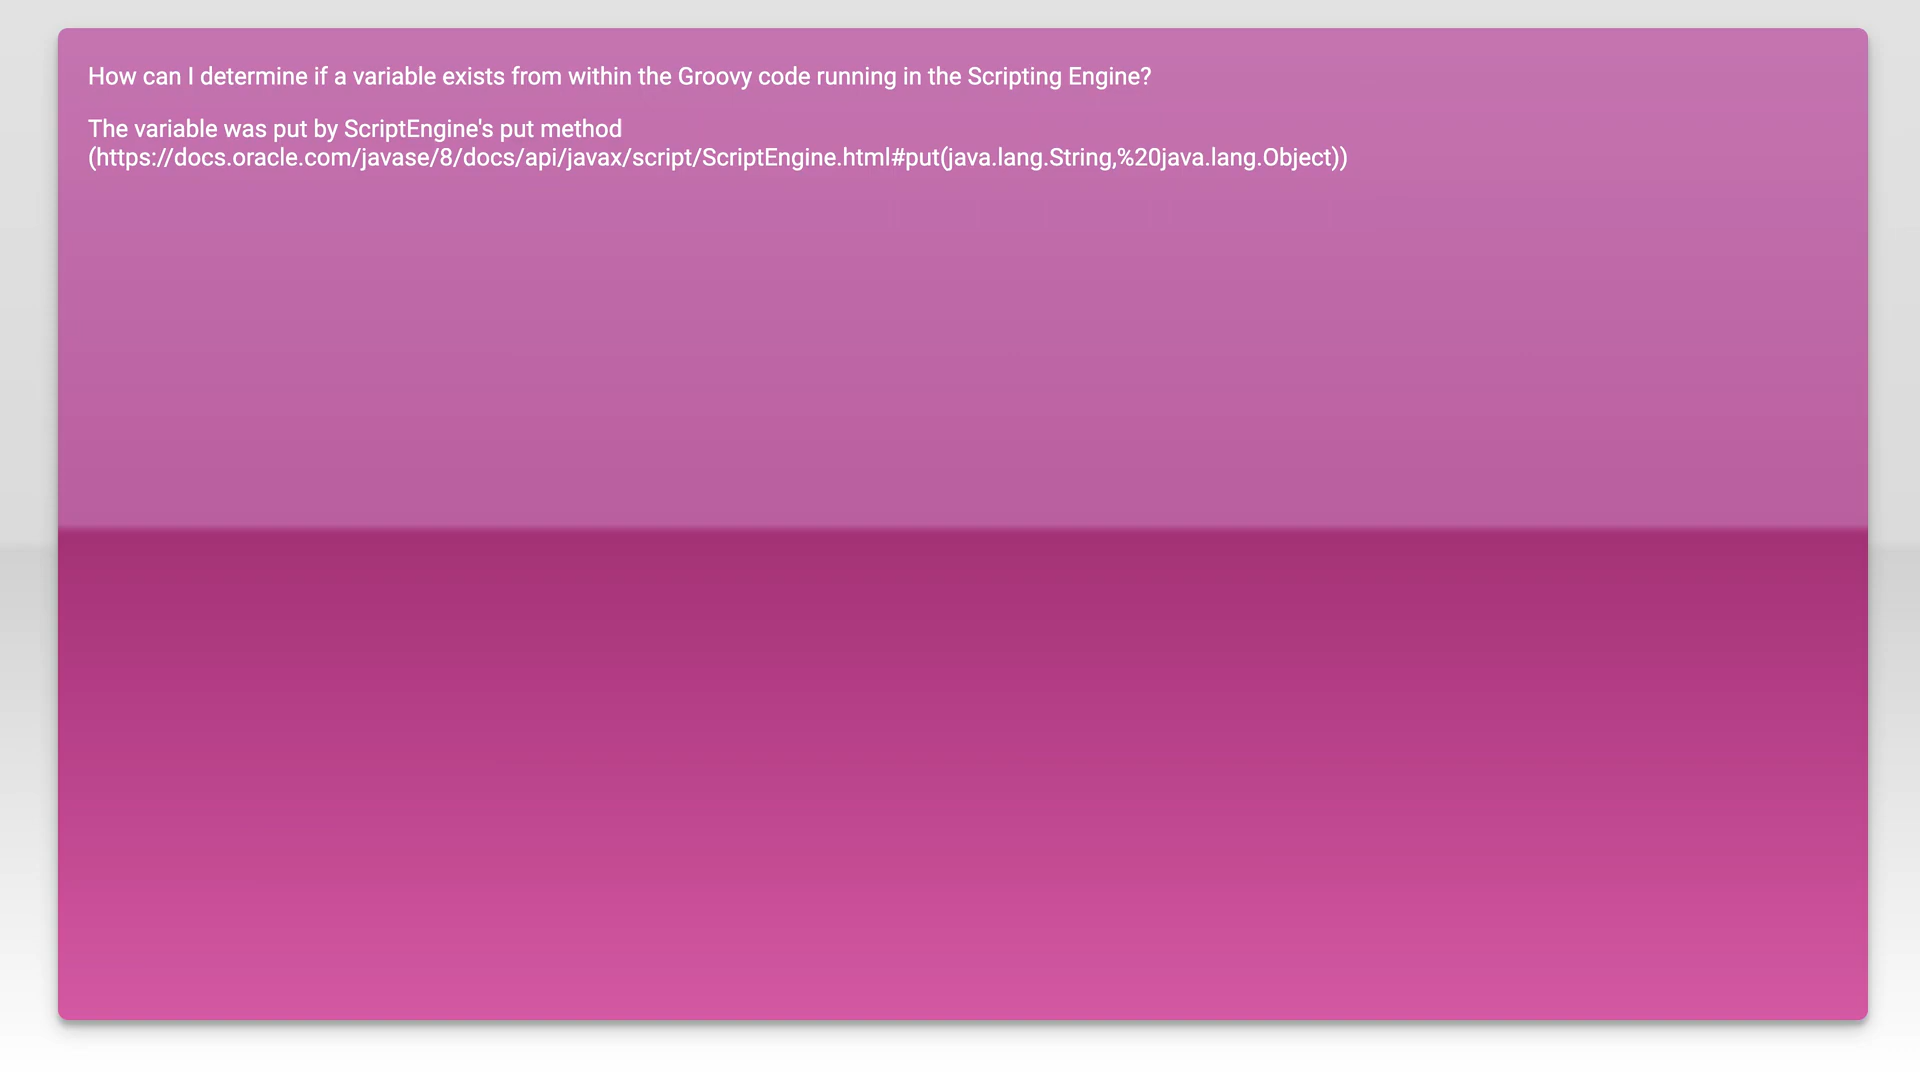 How can I determine if a variable exists from within the Groovy code running in the Scripting Engine?
The variable was put by ScriptEngine's put method
(https://docs.oracle.com/javase/8/docs/api/javax/script/ScriptEngine.html#put(java.lang.String,%20java.lang.Object))